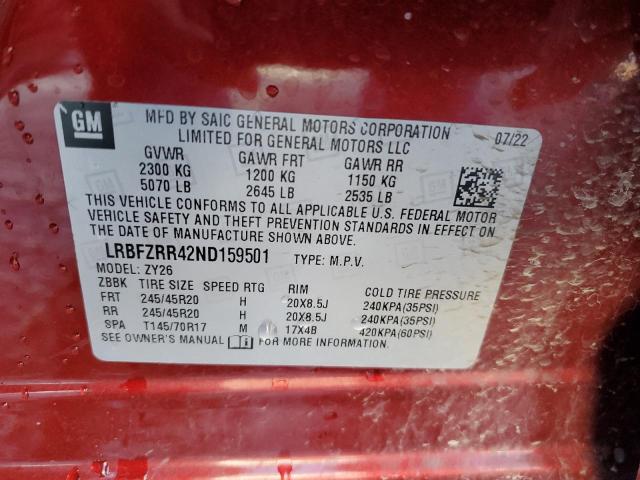 GM
MFD BY SAIC GENERAL MOTORS CORPORATION
LIMITED FOR GENERAL MOTORS LLC
07/22
GVWR GAWR FRT GAWR RR
2300 KG 1200 KG 1150 KG
5070 LB 2645 LB 2535 LB
THIS VEHICLE CONFORMS TO ALL APPLICABLE U.S. FEDERAL MOTOR
VEHICLE SAFETY AND THEFT PREVENTION STANDARDS IN EFFECT ON
THE DATE OF MANUFACTURE SHOWN ABOVE.
LRBFZRR42ND159501 TYPE: M.P.V.
MODEL: ZY26
ZBBK TIRE SIZE SPEED RTG RIM COLD TIRE PRESSURE
FRT 245/45R20 H 20X8.5J 240KPA(35PSI)
RR 245/45R20 H 20X8.5J 240KPA(35PSI)
SPA T145/70R17 M 17X4B 420KPA(60PSI)
SEE OWNER'S MANUAL FOR MORE INFORMATION.